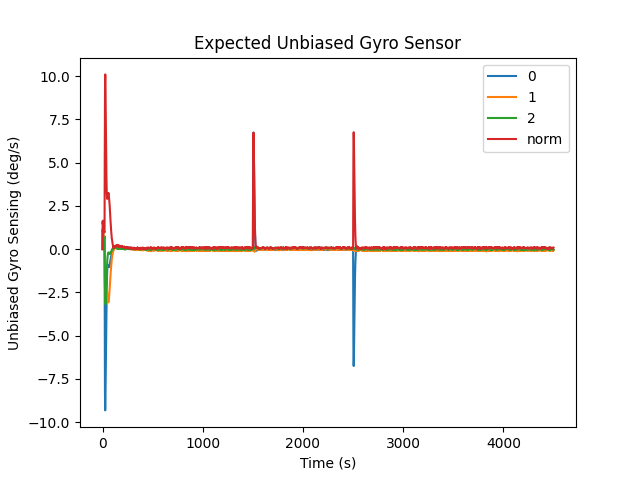 Expected Unbiased Gyro Sensor
10.0
7.5
5.0
2.5
0.0
−2.5
−5.0
−7.5
−10.0
Unbiased Gyro Sensing (deg/s)
0
1
2
norm
0 1000 2000 3000 4000
Time (s)